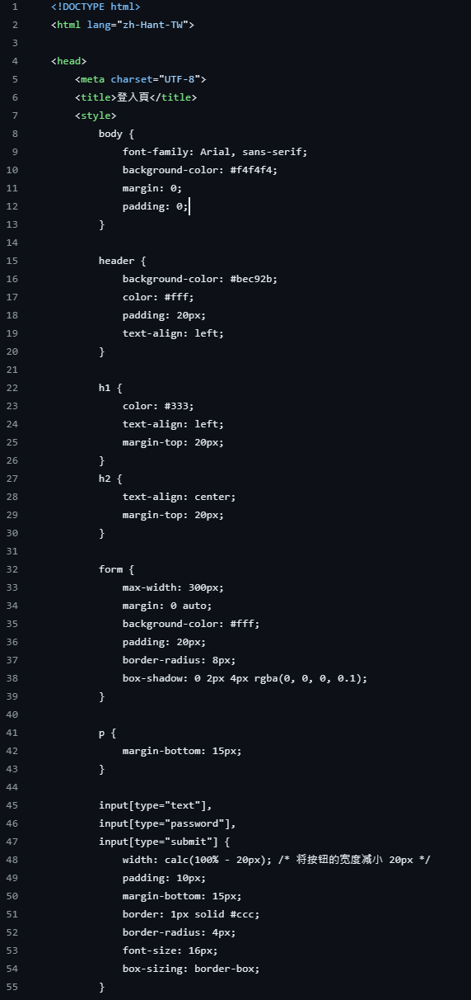 1 <!DOCTYPE html>
2 <html lang="zh-Hant-TW">
3
4 <head>
5 <meta charset="UTF-8">
6 <title>登入頁</title>
7 <style>
8 body {
9 font-family: Arial, sans-serif;
10 background-color: #f4f4f4;
11 margin: 0;
12 padding: 0;
13 }
14
15 header {
16 background-color: #bec92b;
17 color: #fff;
18 padding: 20px;
19 text-align: left;
20 }
21
22 h1 {
23 color: #333;
24 text-align: left;
25 margin-top: 20px;
26 }
27 h2 {
28 text-align: center;
29 margin-top: 20px;
30 }
31
32 form {
33 max-width: 300px;
34 margin: 0 auto;
35 background-color: #fff;
36 padding: 20px;
37 border-radius: 8px;
38 box-shadow: 0 2px 4px rgba(0, 0, 0, 0.1);
39 }
40
41 p {
42 margin-bottom: 15px;
43 }
44
45 input[type="text"],
46 input[type="password"],
47 input[type="submit"] {
48 width: calc(100% - 20px); /* 将按钮的宽度减小 20px */
49 padding: 10px;
50 margin-bottom: 15px;
51 border: 1px solid #ccc;
52 border-radius: 4px;
53 font-size: 16px;
54 box-sizing: border-box;
55 }